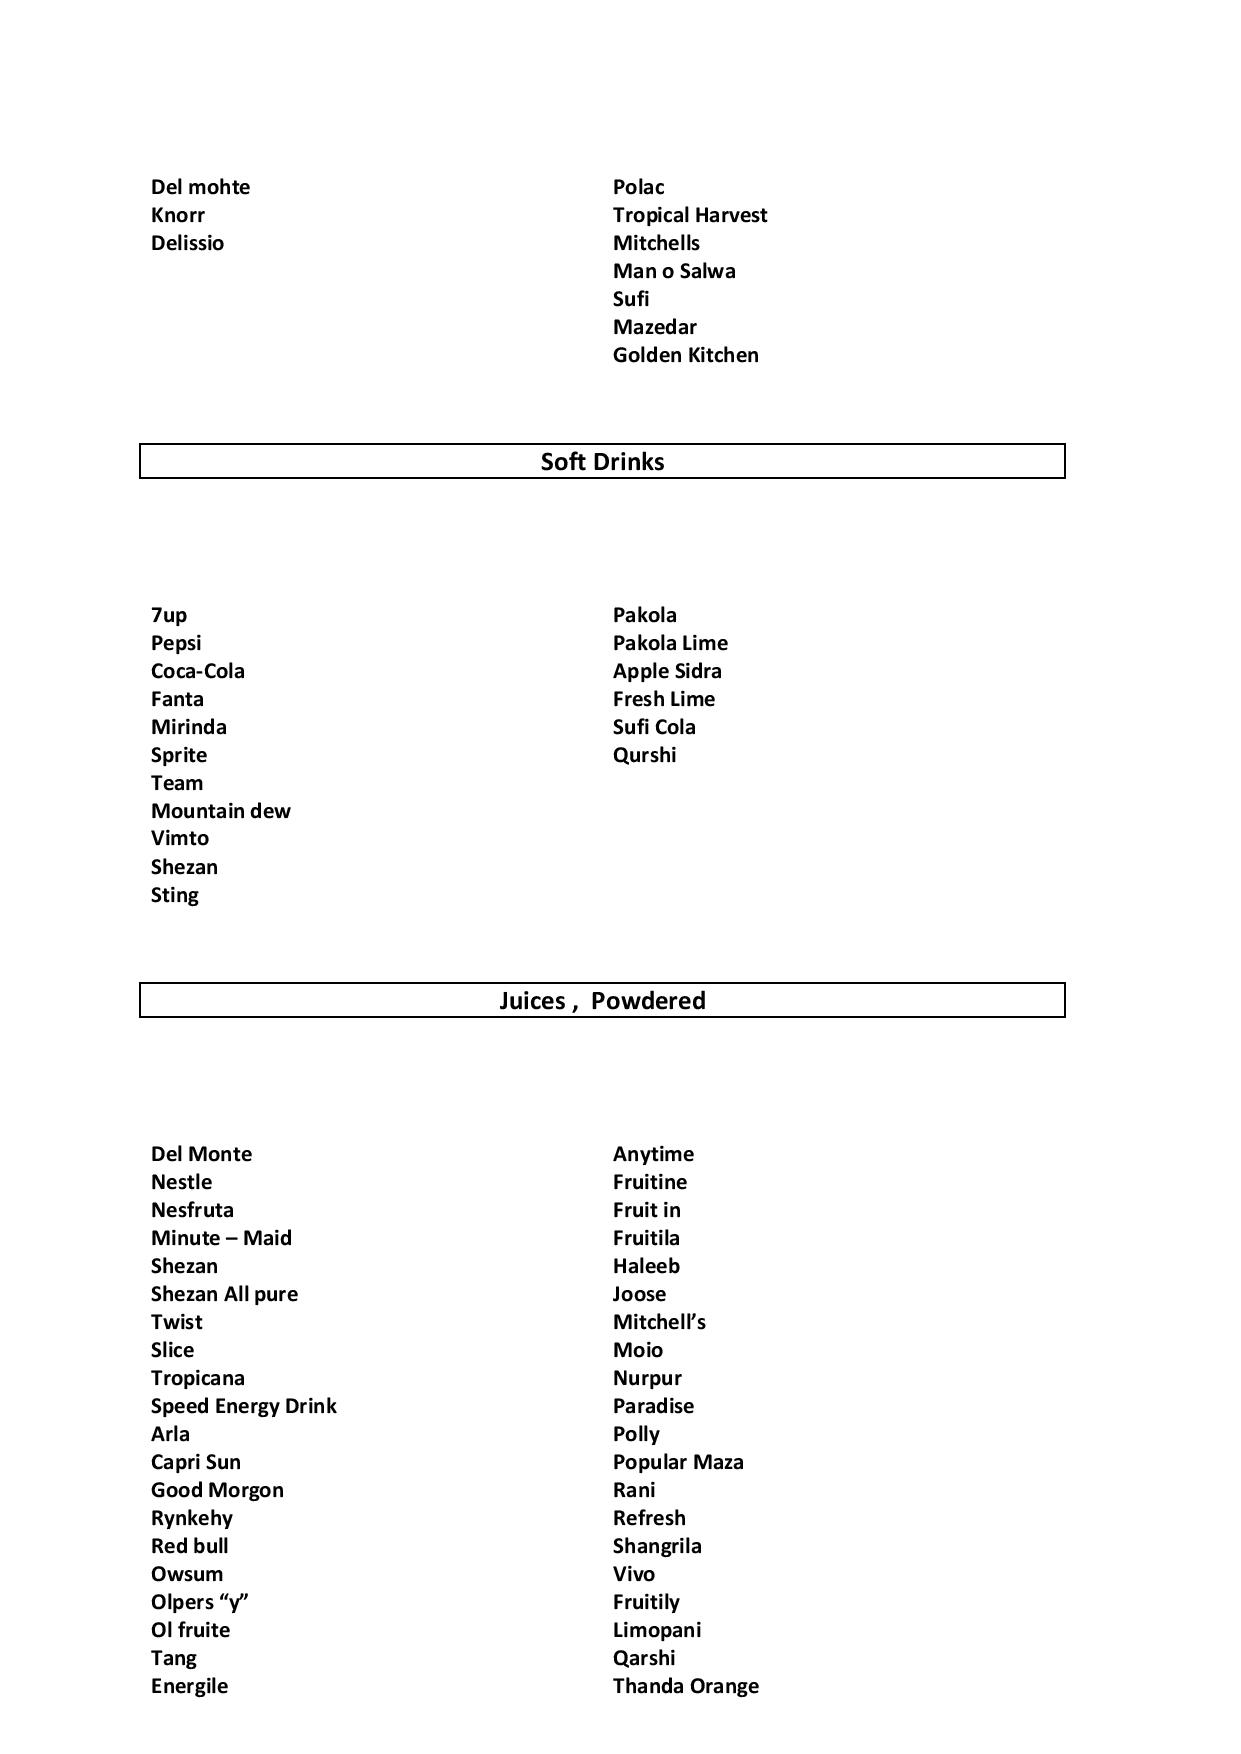 Del mohte
Knorr
Delissio
Polac
Tropical Harvest
Mitchells
Man o Salwa
Sufi
Mazedar
Golden Kitchen
Soft Drinks
7up
Pepsi
Coca-Cola
Fanta
Mirinda
Sprite
Team
Mountain dew
Vimto
Shezan
Sting
Pakola
Pakola Lime
Apple Sidra
Fresh Lime
Sufi Cola
Qurshi
Juices ,  Powdered
Del Monte
Nestle
Nesfruta
Minute – Maid
Shezan
Shezan All pure
Twist
Slice
Tropicana
Speed Energy Drink
Arla
Capri Sun
Good Morgon
Rynkehy
Red bull
Owsum
Olpers “y”
Ol fruite
Tang
Energile
Anytime
Fruitine
Fruit in
Fruitila
Haleeb
Joose
Mitchell’s
Moio
Nurpur
Paradise
Polly
Popular Maza
Rani
Refresh
Shangrila
Vivo
Fruitily
Limopani
Qarshi
Thanda Orange